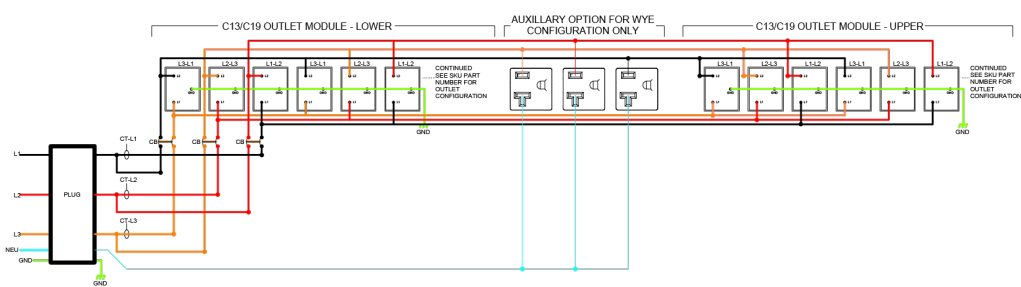 C13/C19 OUTLET MODULE - LOWER
AUXILLARY OPTION FOR WYE
CONFIGURATION ONLY
C13/C19 OUTLET MODULE - UPPER
L3-L1
L2-L3
L1-L2
L3-L1
L2-L3
L1-L2
CONTINUED
SEE SKU PART
NUMBER FOR
OUTLET
CONFIGURATION
L3-L1
L2-L3
L1-L2
L3-L1
L2-L3
L1-L2
CONTINUED
SEE SKU PART
NUMBER FOR
OUTLET
CONFIGURATION
GND
GND
CT-L1
CB
CB
CB
L1
CT-L2
L2
PLUG
CT-L3
L3
NEU
GND
GND